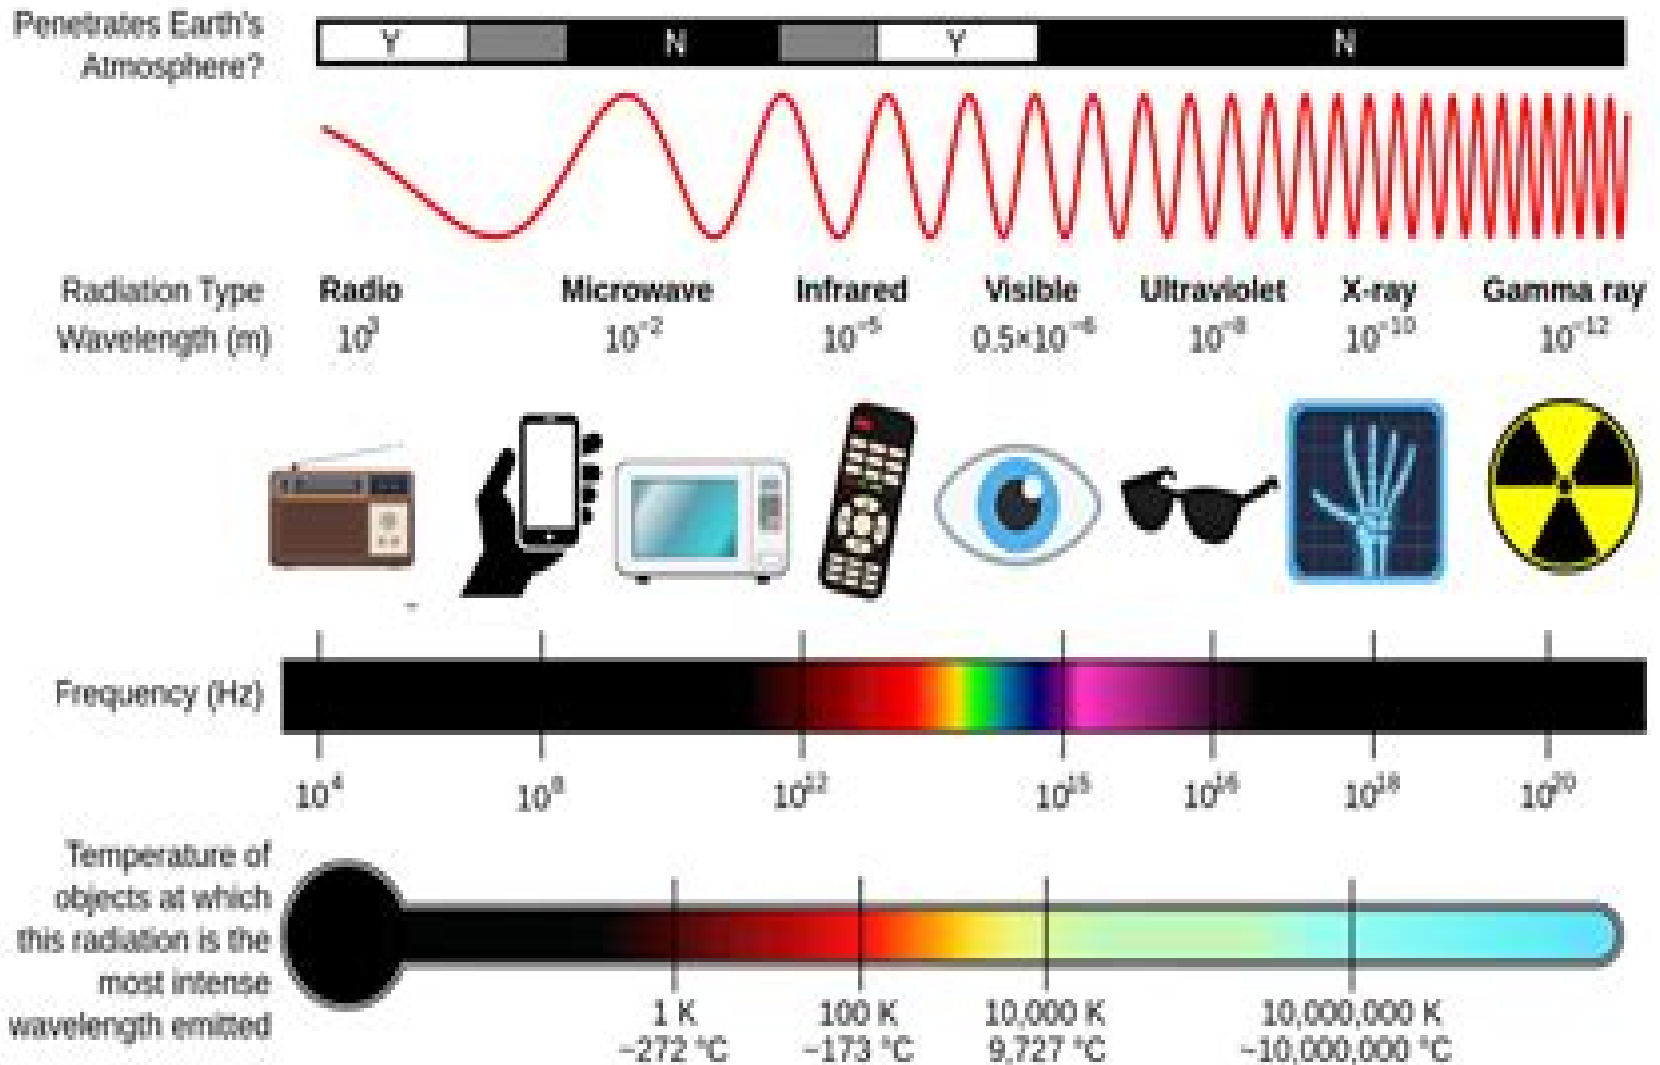 Penetrates Earth's
Atmosphere?
Y N Y N
Radiation Type Radio Microwave Infrared Visible Ultraviolet X-ray Gamma ray
Wavelength (m) 10³ 10⁻² 10⁻⁵ 0.5×10⁻⁶ 10⁻⁸ 10⁻¹⁰ 10⁻¹²
Frequency (Hz)
10⁴ 10⁸ 10¹² 10¹⁵ 10¹⁶ 10¹⁸ 10²⁰
Temperature of
objects at which
this radiation is the
most intense
wavelength emitted
1 K 100 K 10,000 K 10,000,000 K
−272 °C −173 °C 9,727 °C ~10,000,000 °C